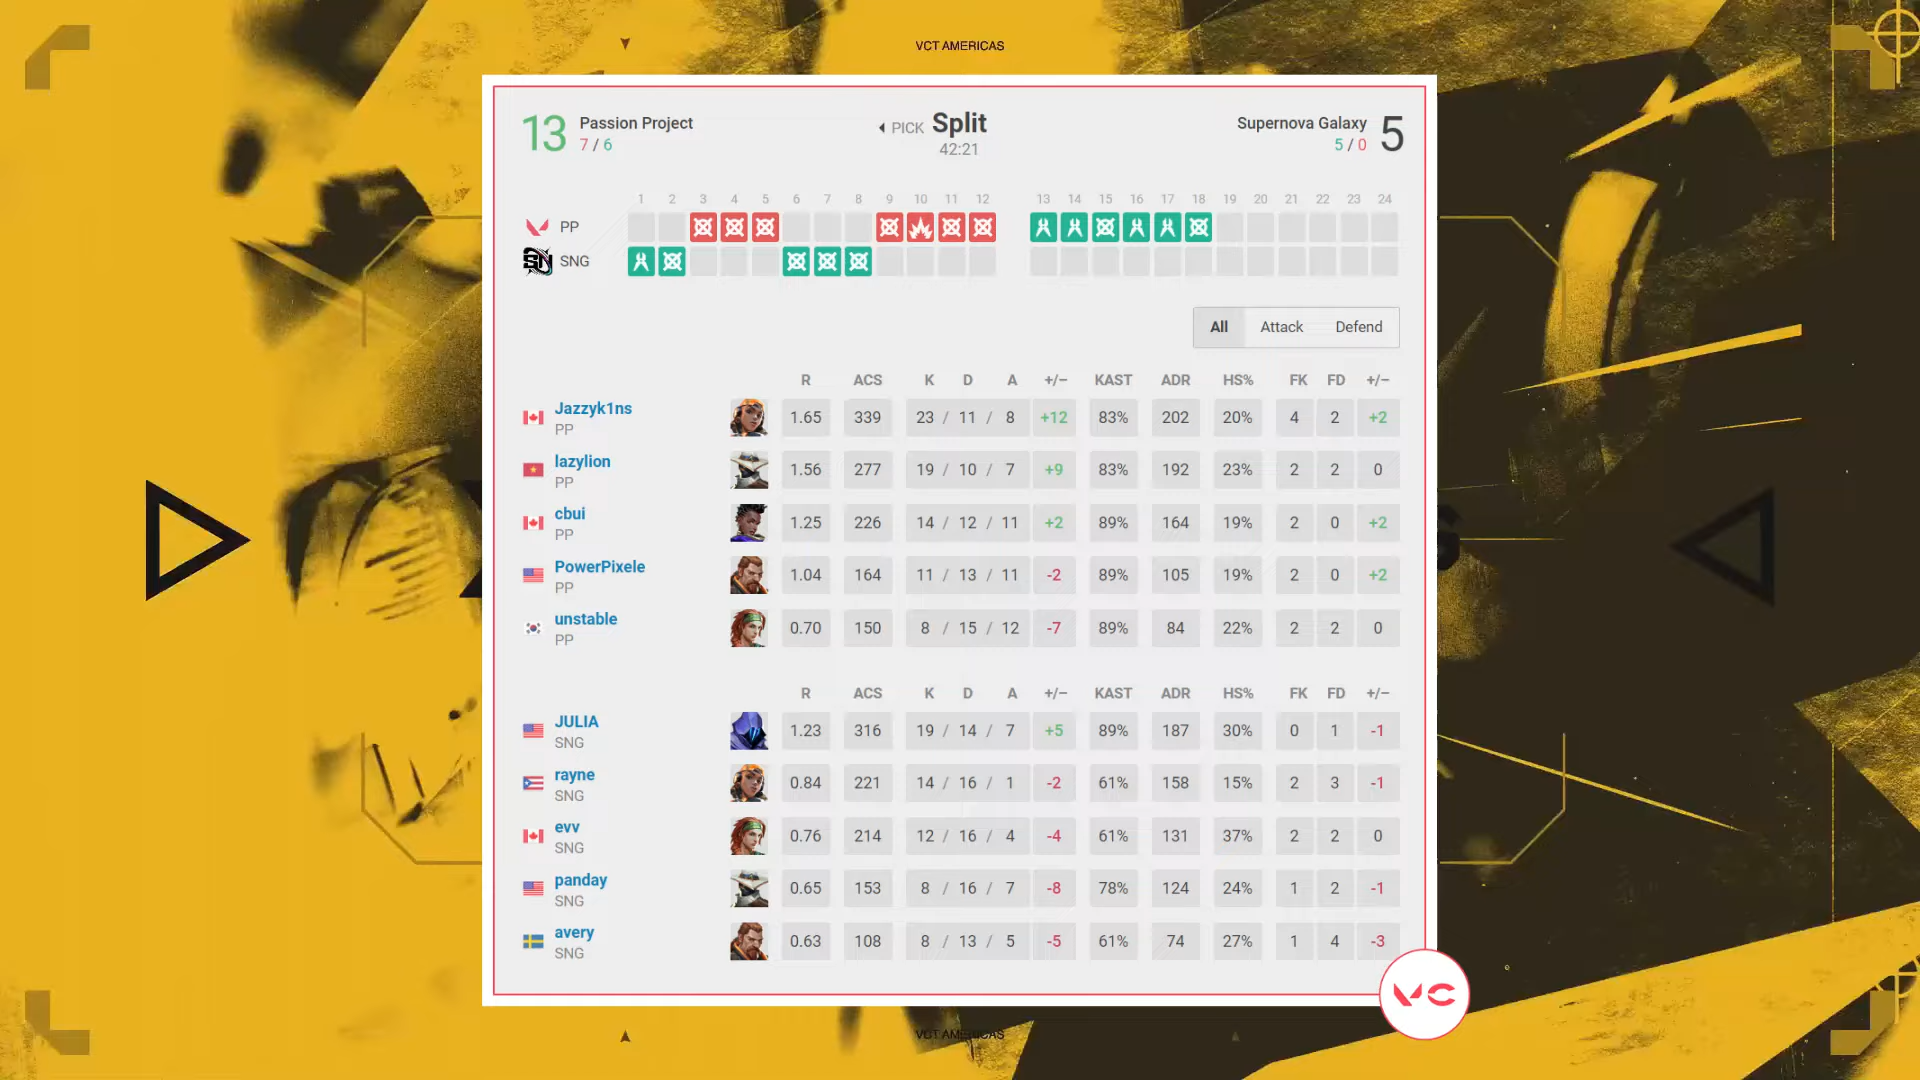 VCT AMERICAS
13 Passion Project 7 / 6 PICK Split 42:21 Supernova Galaxy 5 / 0 5
1 2 3 4 5 6 7 8 9 10 11 12 13 14 15 16 17 18 19 20 21 22 23 24
PP
SN SNG
All Attack Defend
R ACS K D A +/– KAST ADR HS% FK FD +/–
Jazzyk1ns PP 1.65 339 23 / 11 / 8 +12 83% 202 20% 4 2 +2
lazylion PP 1.56 277 19 / 10 / 7 +9 83% 192 23% 2 2 0
cbui PP 1.25 226 14 / 12 / 11 +2 89% 164 19% 2 0 +2
PowerPixele PP 1.04 164 11 / 13 / 11 -2 89% 105 19% 2 0 +2
unstable PP 0.70 150 8 / 15 / 12 -7 89% 84 22% 2 2 0
R ACS K D A +/– KAST ADR HS% FK FD +/–
JULIA SNG 1.23 316 19 / 14 / 7 +5 89% 187 30% 0 1 -1
rayne SNG 0.84 221 14 / 16 / 1 -2 61% 158 15% 2 3 -1
evv SNG 0.76 214 12 / 16 / 4 -4 61% 131 37% 2 2 0
panday SNG 0.65 153 8 / 16 / 7 -8 78% 124 24% 1 2 -1
avery SNG 0.63 108 8 / 13 / 5 -5 61% 74 27% 1 4 -3
VC
VCT AMERICAS